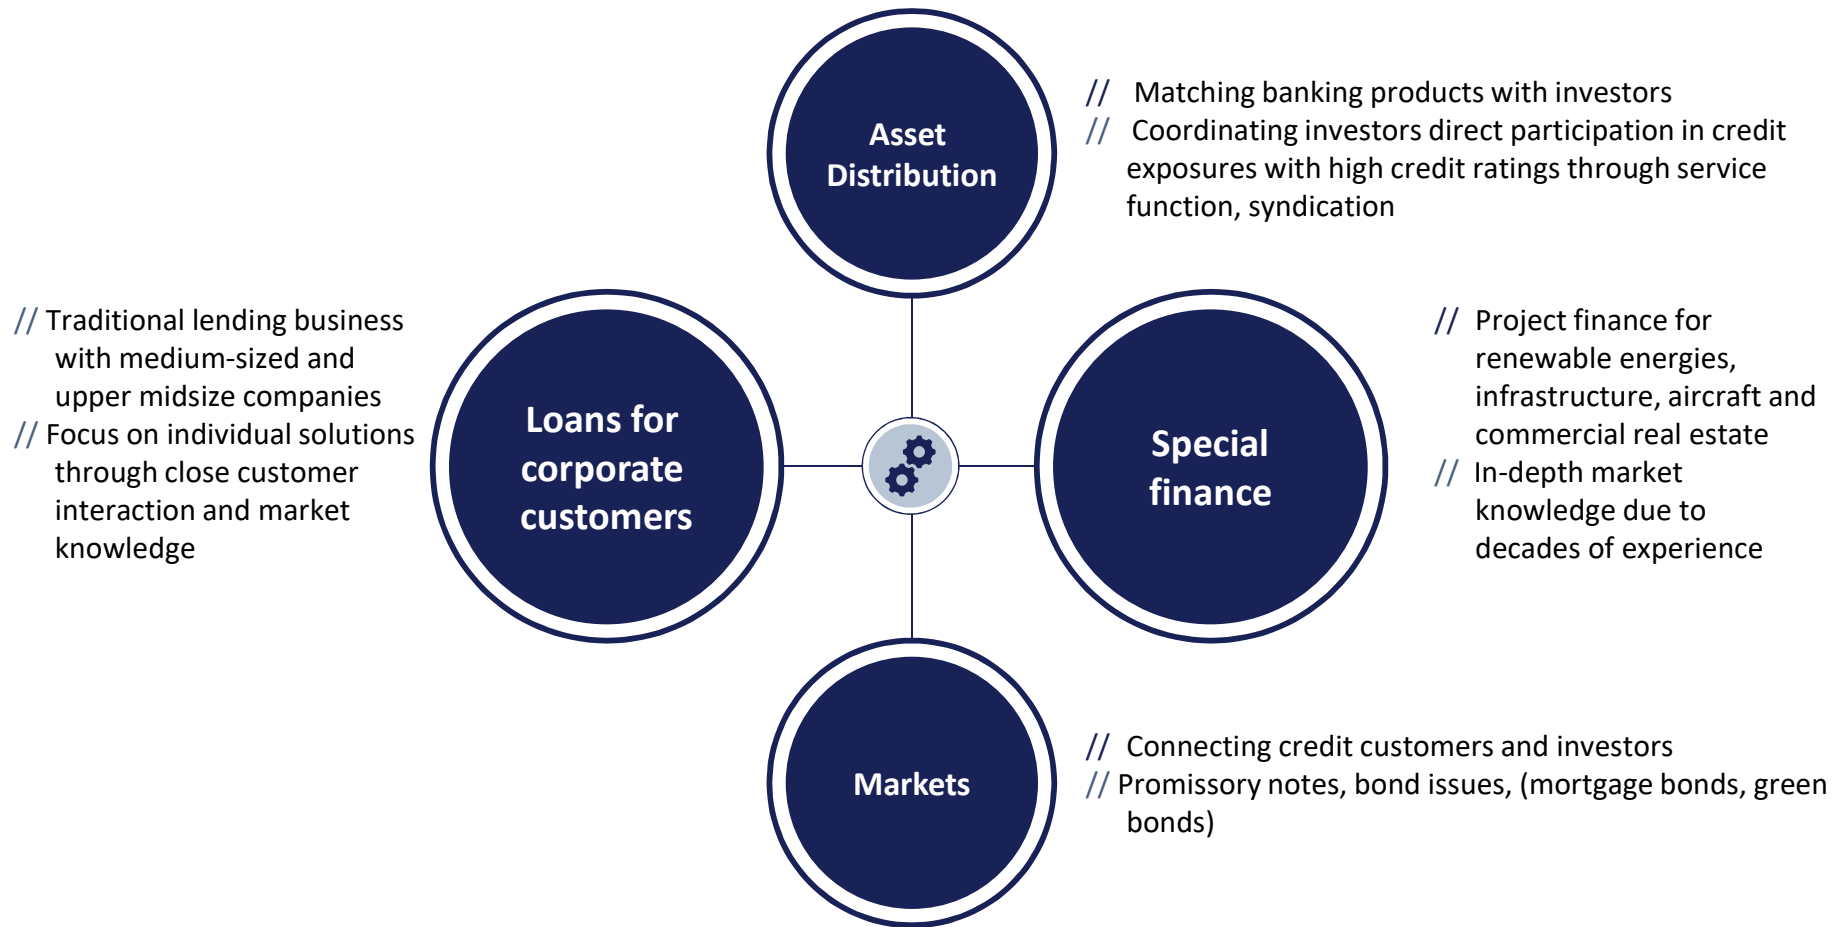 Asset
Distribution
// Matching banking products with investors
// Coordinating investors direct participation in credit
exposures with high credit ratings through service
function, syndication
// Traditional lending business
with medium-sized and
upper midsize companies
// Focus on individual solutions
through close customer
interaction and market
knowledge
Loans for
corporate
customers
Special
finance
// Project finance for
renewable energies,
infrastructure, aircraft and
commercial real estate
// In-depth market
knowledge due to
decades of experience
Markets
// Connecting credit customers and investors
// Promissory notes, bond issues, (mortgage bonds, green
bonds)